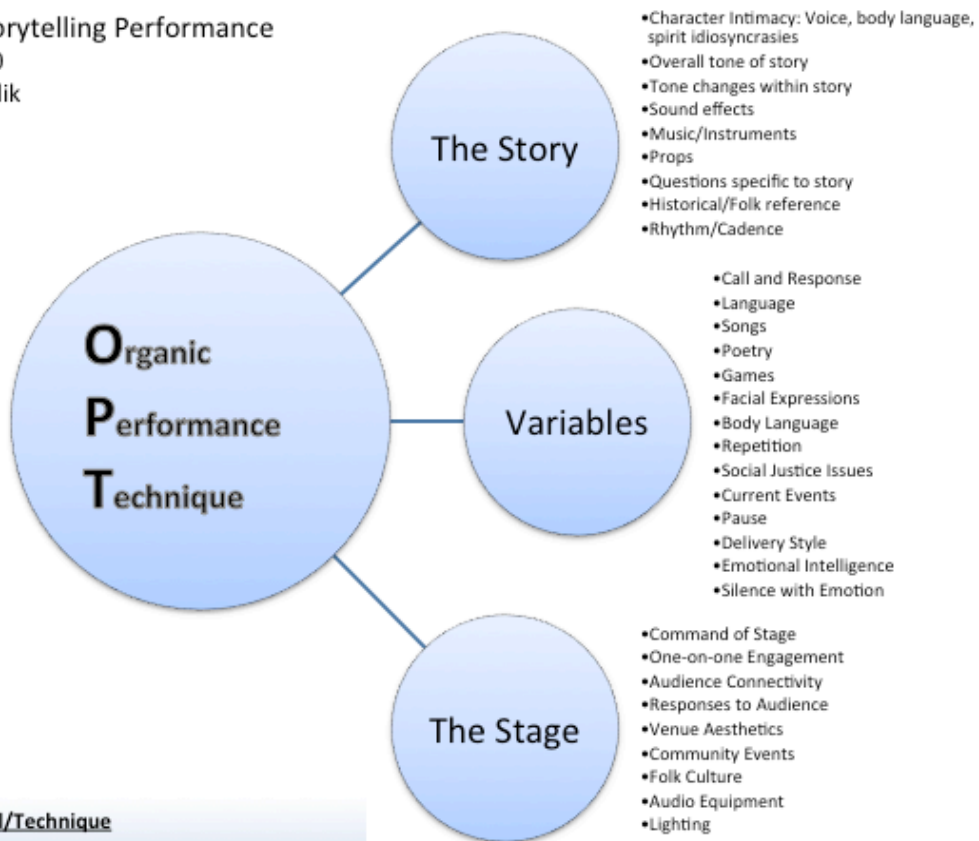 orytelling Performance
)
lik
The Story
•Character Intimacy: Voice, body language,
spirit idiosyncrasies
•Overall tone of story
•Tone changes within story
•Sound effects
•Music/Instruments
•Props
•Questions specific to story
•Historical/Folk reference
•Rhythm/Cadence
Organic
Performance
Technique
Variables
•Call and Response
•Language
•Songs
•Poetry
•Games
•Facial Expressions
•Body Language
•Repetition
•Social Justice Issues
•Current Events
•Pause
•Delivery Style
•Emotional Intelligence
•Silence with Emotion
The Stage
•Command of Stage
•One-on-one Engagement
•Audience Connectivity
•Responses to Audience
•Venue Aesthetics
•Community Events
•Folk Culture
•Audio Equipment
•Lighting
/Technique